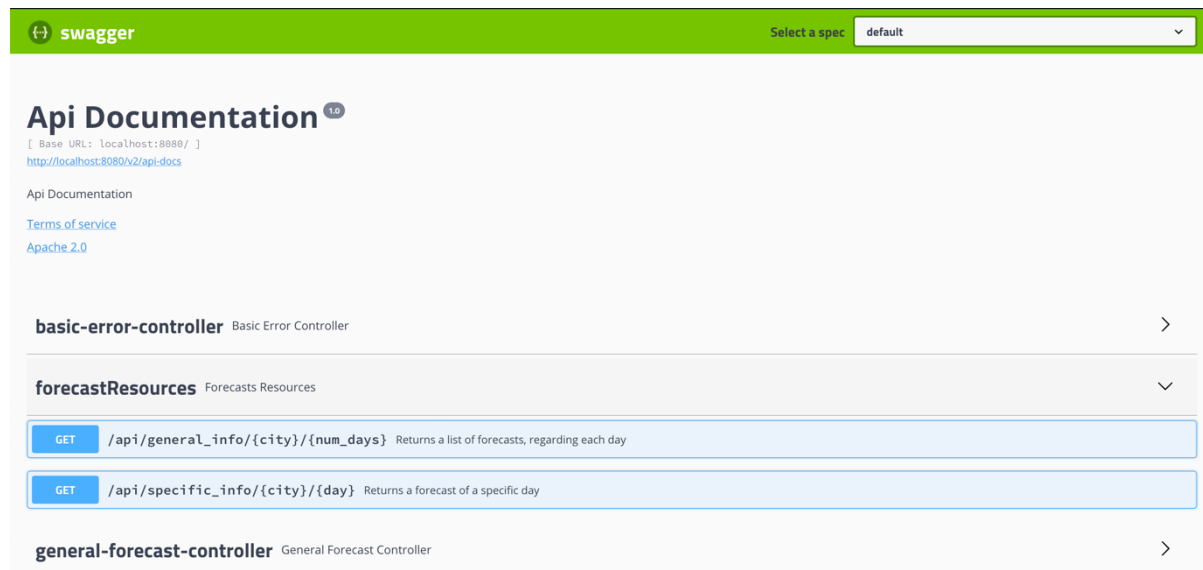 swagger Select a spec default
Api Documentation 1.0
[ Base URL: localhost:8080/ ]
http://localhost:8080/v2/api-docs
Api Documentation
Terms of service
Apache 2.0
basic-error-controller Basic Error Controller
forecastResources Forecasts Resources
GET /api/general_info/{city}/{num_days} Returns a list of forecasts, regarding each day
GET /api/specific_info/{city}/{day} Returns a forecast of a specific day
general-forecast-controller General Forecast Controller